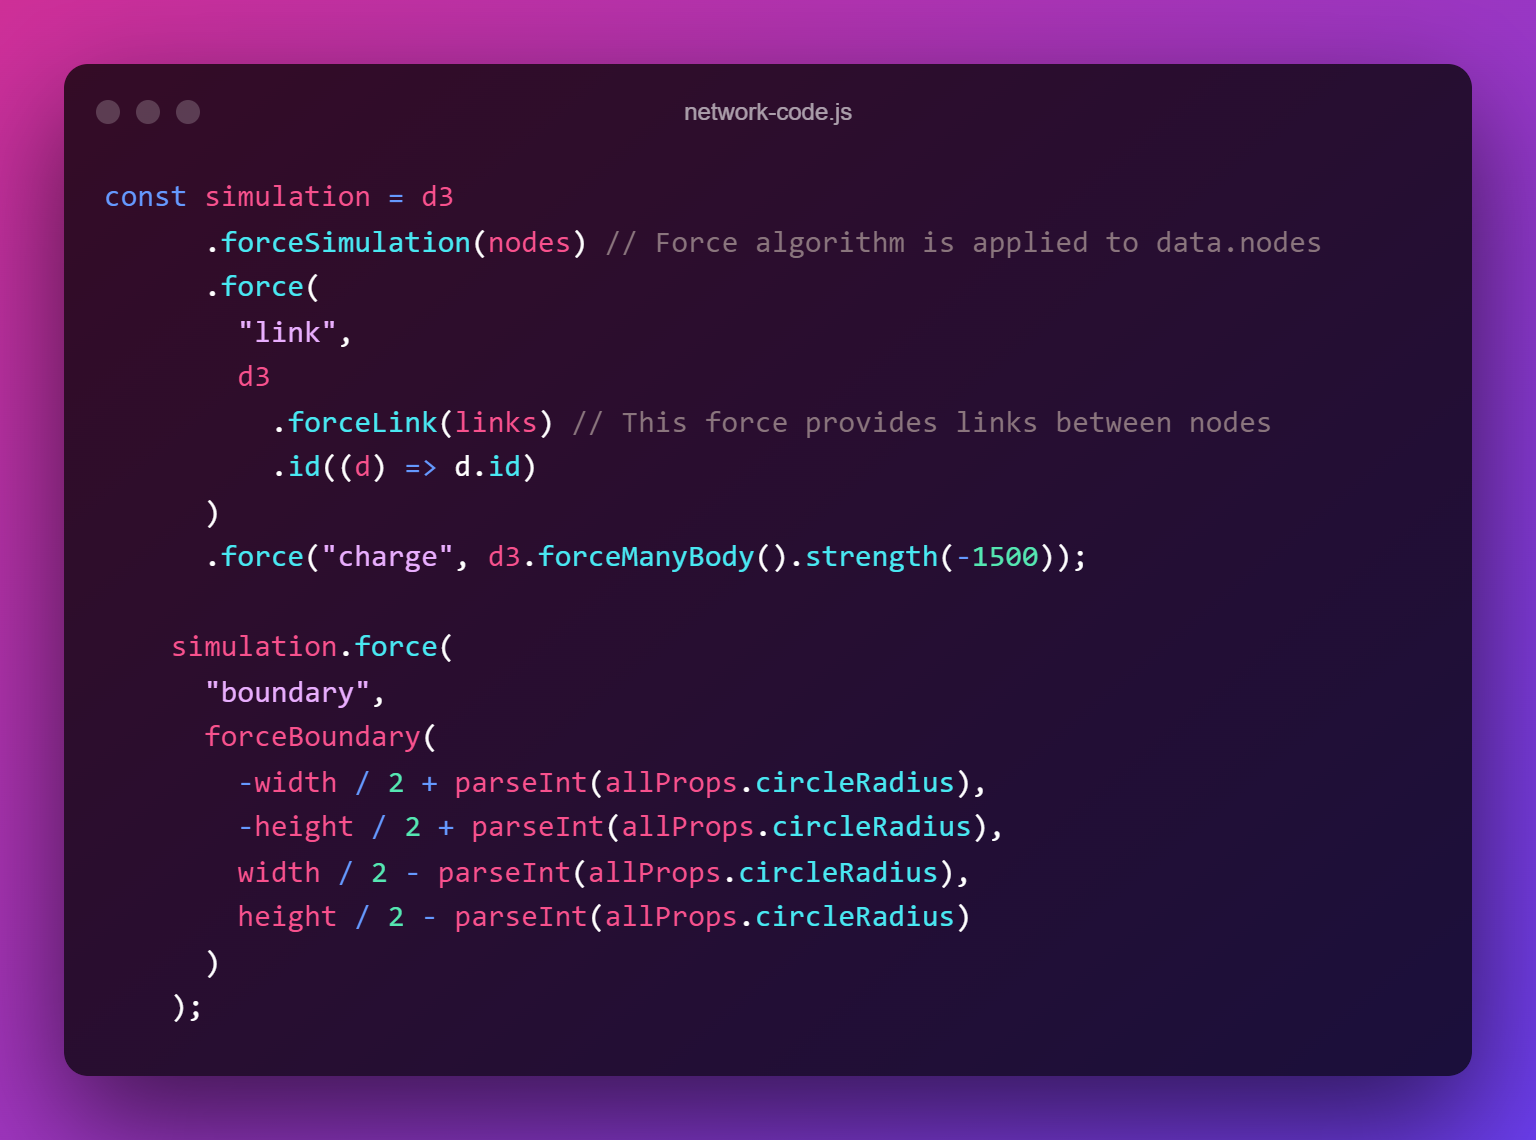 network-code.js
const simulation = d3
.forceSimulation(nodes) // Force algorithm is applied to data.nodes
.force(
"link",
d3
.forceLink(links) // This force provides links between nodes
.id((d) => d.id)
)
.force("charge", d3.forceManyBody().strength(-1500));
simulation.force(
"boundary",
forceBoundary(
-width / 2 + parseInt(allProps.circleRadius),
-height / 2 + parseInt(allProps.circleRadius),
width / 2 - parseInt(allProps.circleRadius),
height / 2 - parseInt(allProps.circleRadius)
)
);